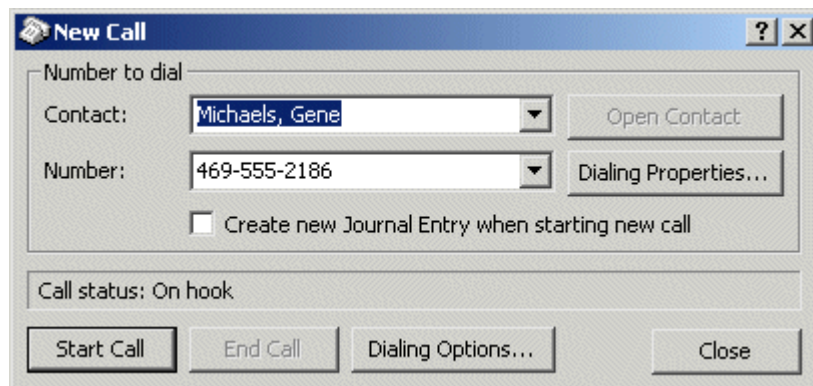 New Call
Number to dial
Contact: Michaels, Gene Open Contact
Number: 469-555-2186 Dialing Properties...
Create new Journal Entry when starting new call
Call status: On hook
Start Call End Call Dialing Options... Close